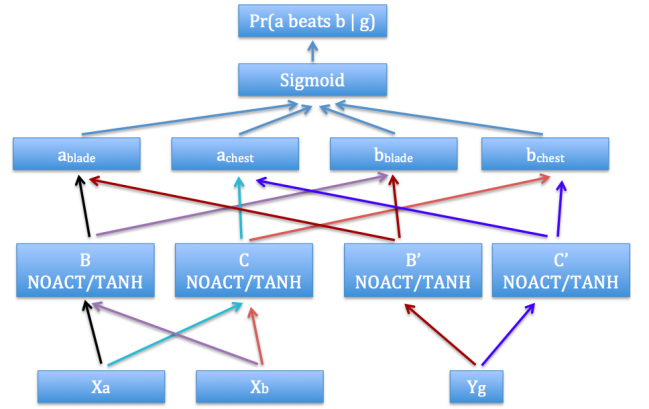 Pr(a beats b | g)
Sigmoid
ablade
achest
bblade
bchest
B
NOACT/TANH
C
NOACT/TANH
B'
NOACT/TANH
C'
NOACT/TANH
Xa
Xb
Yg